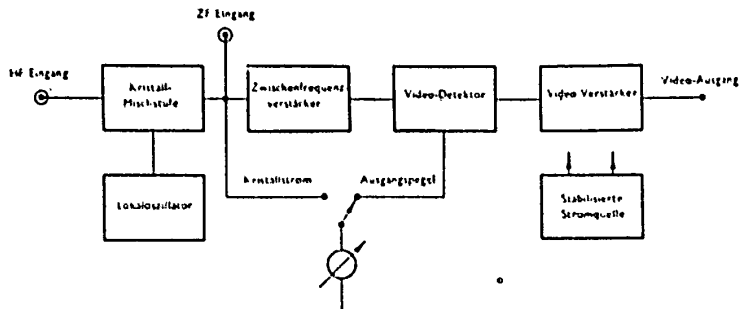 ZF Eingang
HF Eingang
Kristall-
Mischstufe
Zwischenfrequenz
verstärker
Video-Detektor
Video Verstärker
Video-Ausgang
Kristallstrom
Ausgangspegel
Lokaloszillator
Stabilisierte
Stromquelle